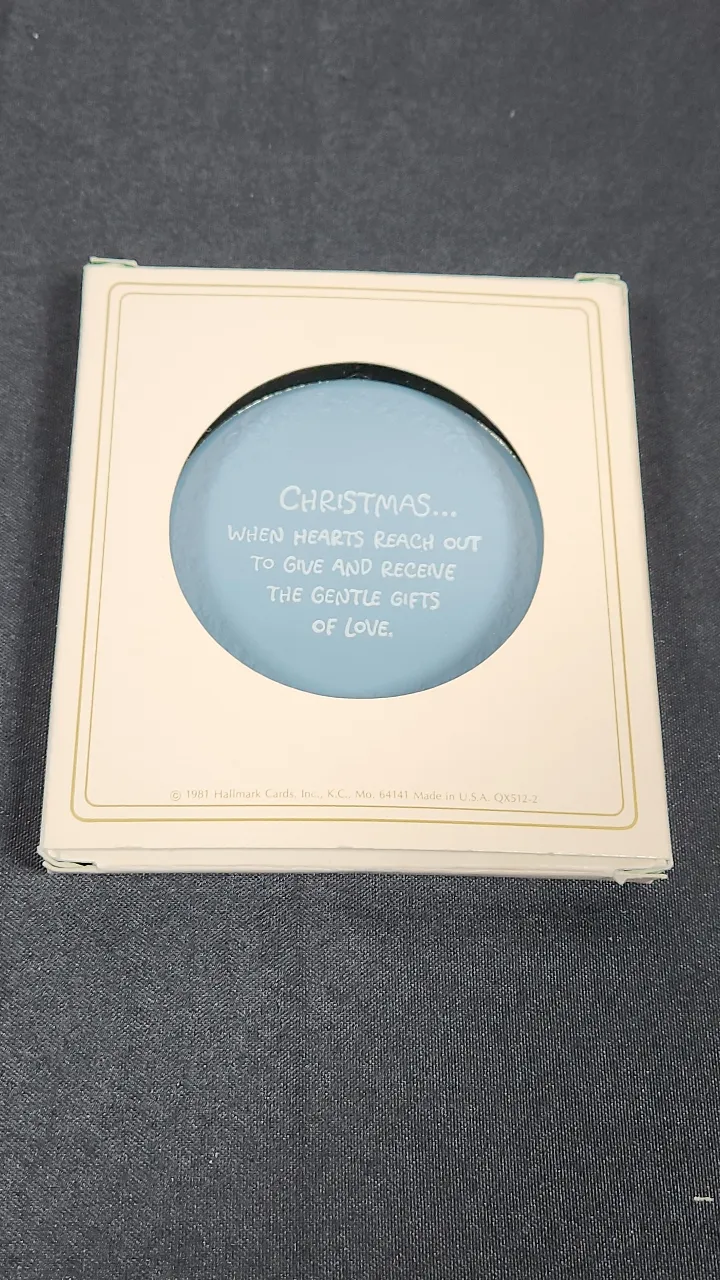 CHRISTMAS...
WHEN HEARTS REACH OUT
TO GIVE AND RECEIVE
THE GENTLE GIFTS
OF LOVE.
© 1981 Hallmark Cards, Inc., K.C. Mo. 64141 Made in U.S.A. QX512-2